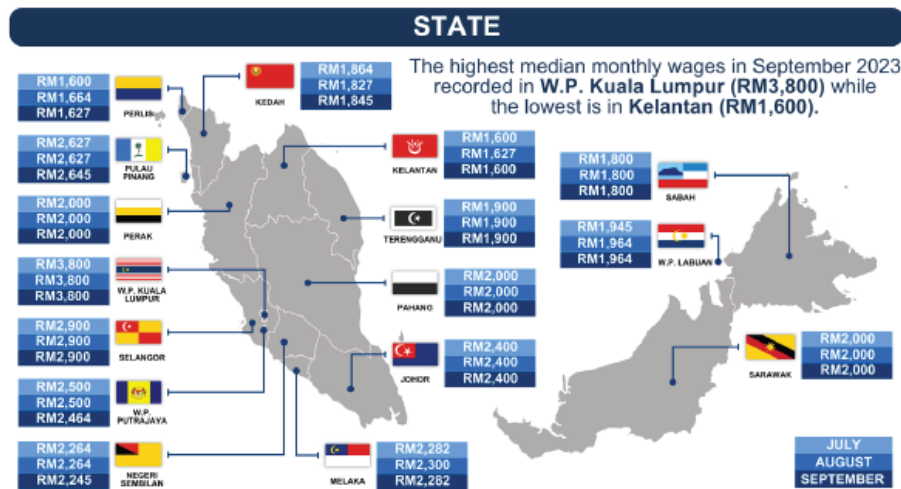 STATE
The highest median monthly wages in September 2023
recorded in W.P. Kuala Lumpur (RM3,800) while
the lowest is in Kelantan (RM1,600).
RM1,600
RM1,664
RM1,627
PERLIS
KEDAH
RM1,864
RM1,827
RM1,845
RM2,627
RM2,627
RM2,645
PULAU
PINANG
RM2,000
RM2,000
RM2,000
PERAK
RM3,800
RM3,800
RM3,800
W.P. KUALA
LUMPUR
RM2,900
RM2,900
RM2,900
SELANGOR
RM2,500
RM2,500
RM2,464
W.P.
PUTRAJAYA
RM2,264
RM2,264
RM2,245
NEGERI
SEMBILAN
KELANTAN
RM1,600
RM1,627
RM1,600
TERENGGANU
RM1,900
RM1,900
RM1,900
PAHANG
RM2,000
RM2,000
RM2,000
JOHOR
RM2,400
RM2,400
RM2,400
MELAKA
RM2,282
RM2,300
RM2,282
RM1,800
RM1,800
RM1,800
SABAH
RM1,945
RM1,964
RM1,964
W.P. LABUAN
SARAWAK
RM2,000
RM2,000
RM2,000
JULY
AUGUST
SEPTEMBER